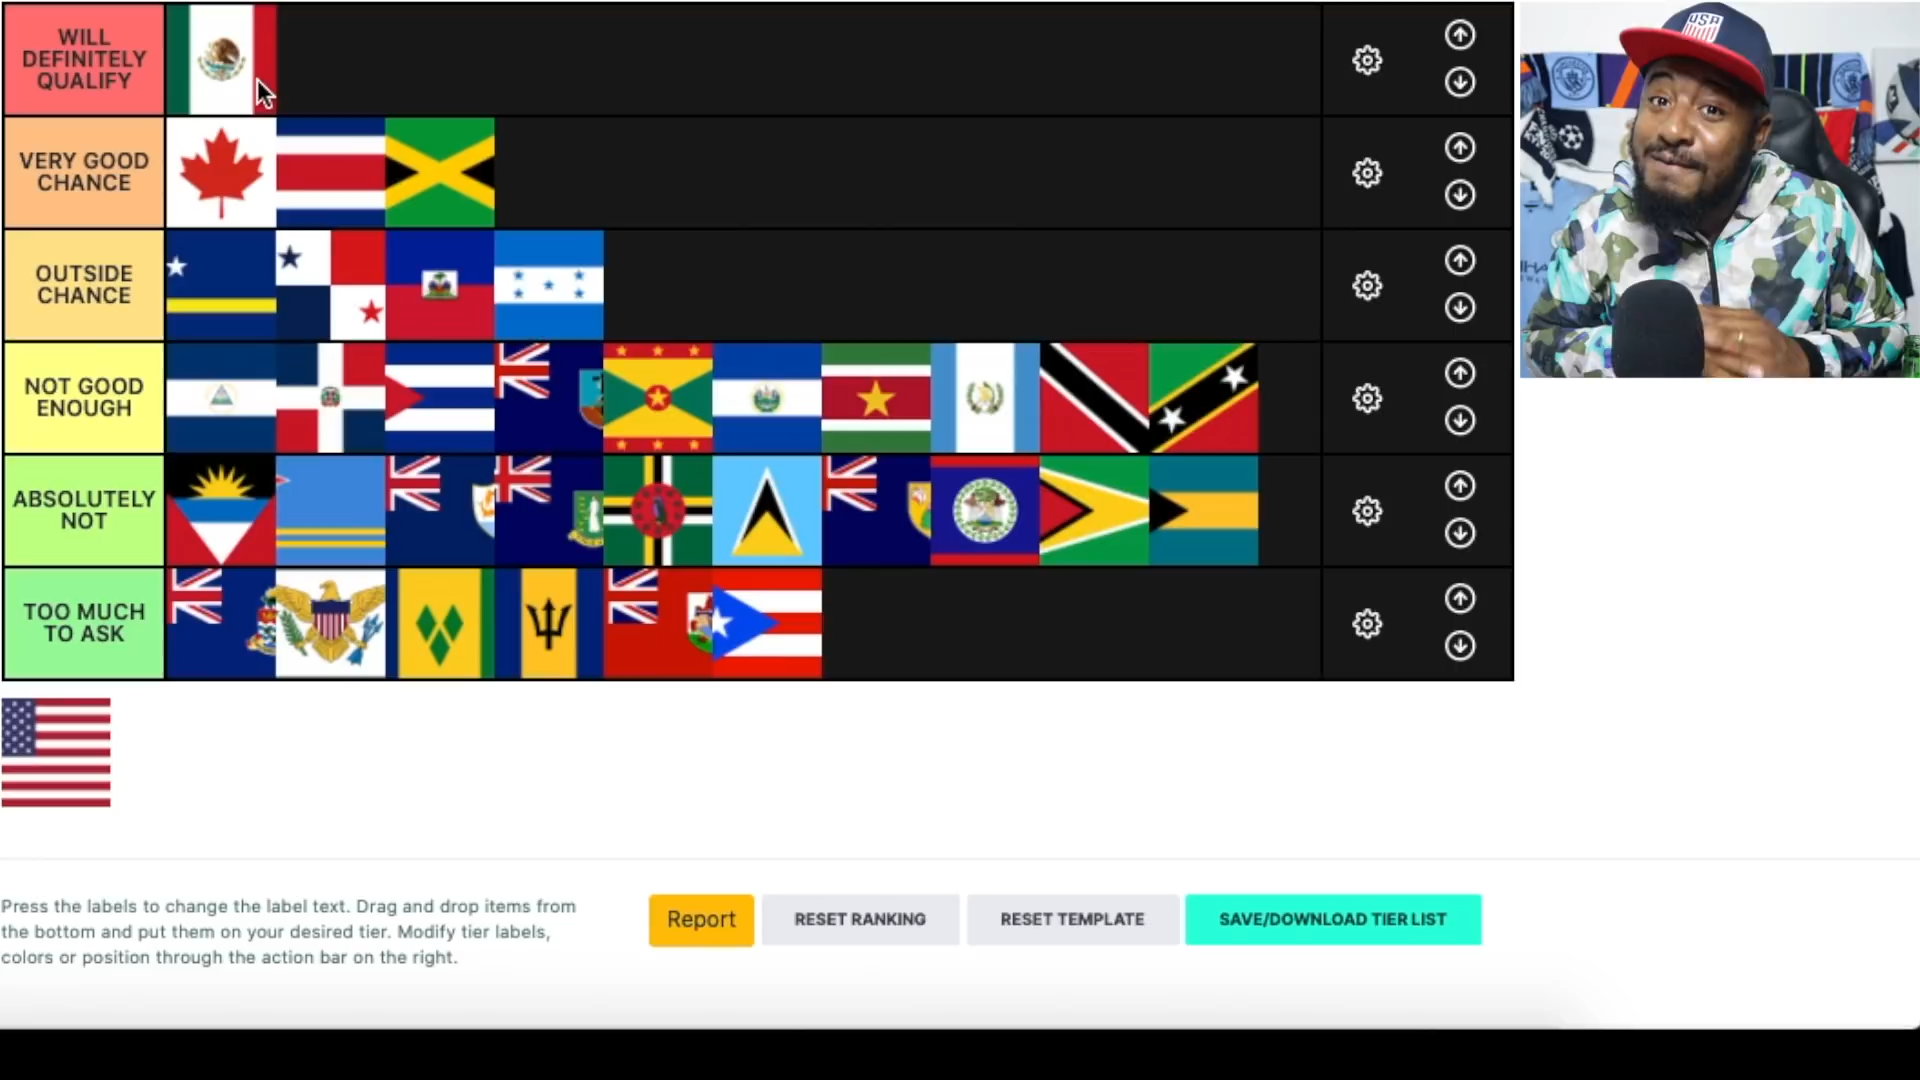 WILL
DEFINITELY
QUALIFY
VERY GOOD
CHANCE
OUTSIDE
CHANCE
NOT GOOD
ENOUGH
ABSOLUTELY
NOT
TOO MUCH
TO ASK
USA
Press the labels to change the label text. Drag and drop items from
the bottom and put them on your desired tier. Modify tier labels,
colors or position through the action bar on the right.
Report
RESET RANKING
RESET TEMPLATE
SAVE/DOWNLOAD TIER LIST